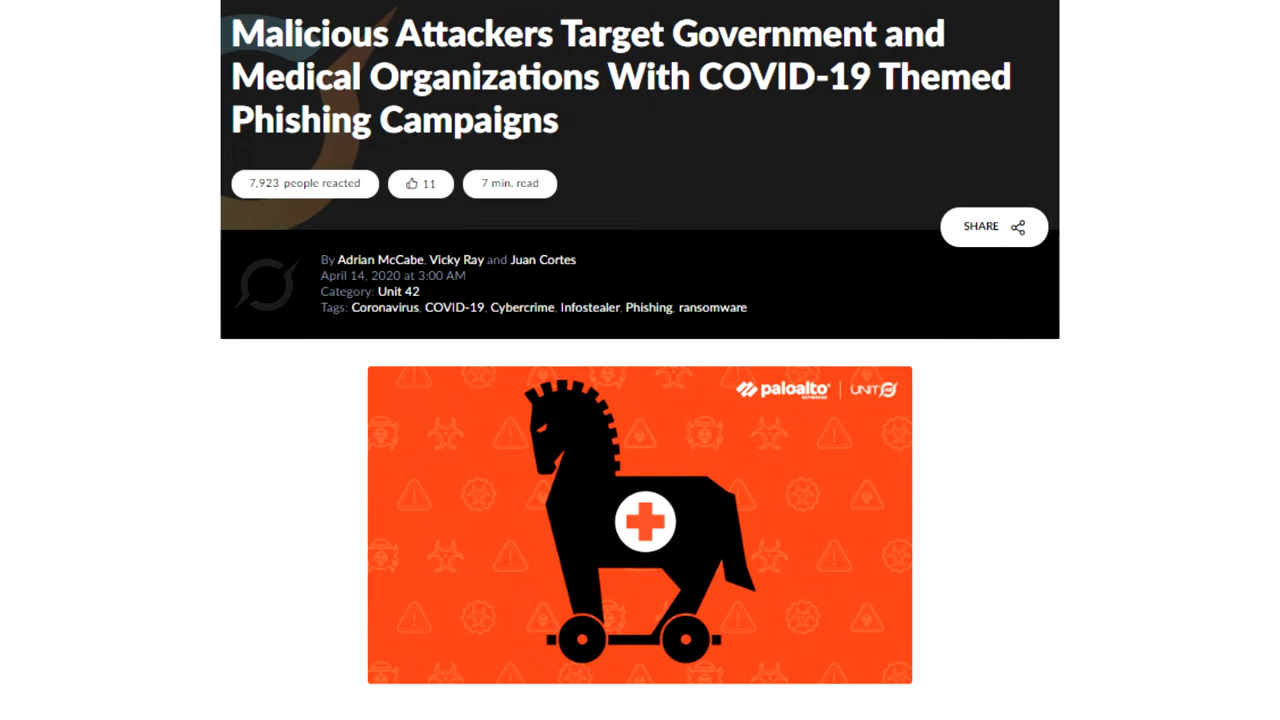 Malicious Attackers Target Government and
Medical Organizations With COVID-19 Themed
Phishing Campaigns
7,923 people reacted
11
7 min. read
SHARE
By Adrian McCabe, Vicky Ray and Juan Cortes
April 14, 2020 at 3:00 AM
Category: Unit 42
Tags: Coronavirus, COVID-19, Cybercrime, Infostealer, Phishing, ransomware
paloalto
NETWORKS
UNIT 42